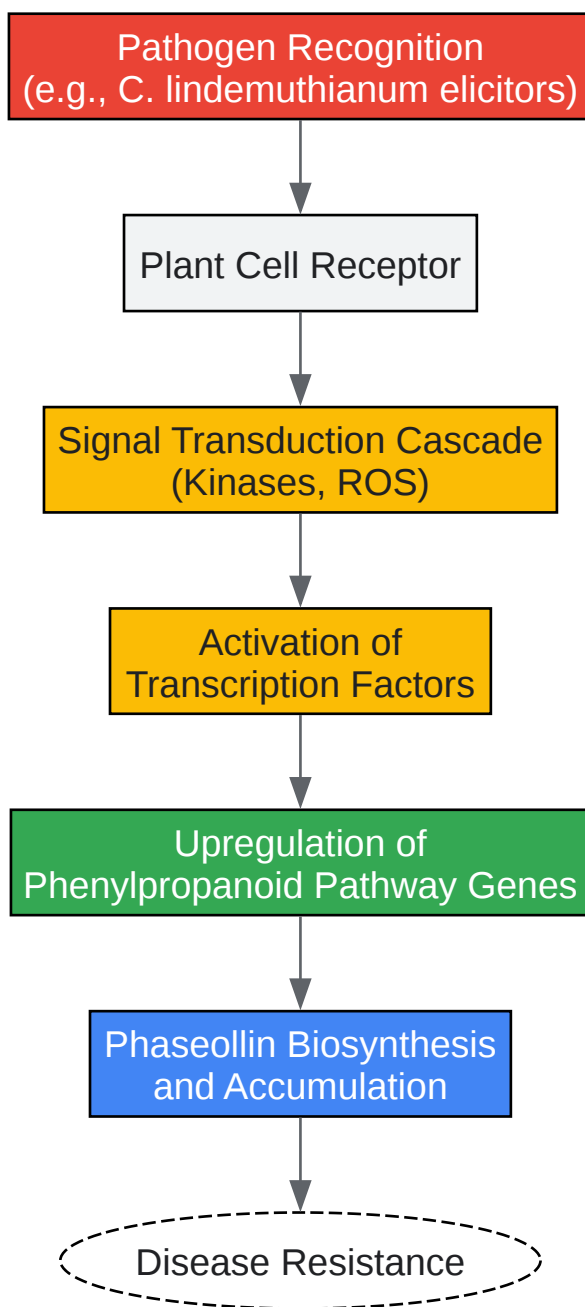 Pathogen Recognition
(e.g., C. lindemuthianum elicitors)
Plant Cell Receptor
Signal Transduction Cascade
(Kinases, ROS)
Activation of
Transcription Factors
Upregulation of
Phenylpropanoid Pathway Genes
Phaseollin Biosynthesis
and Accumulation
Disease Resistance